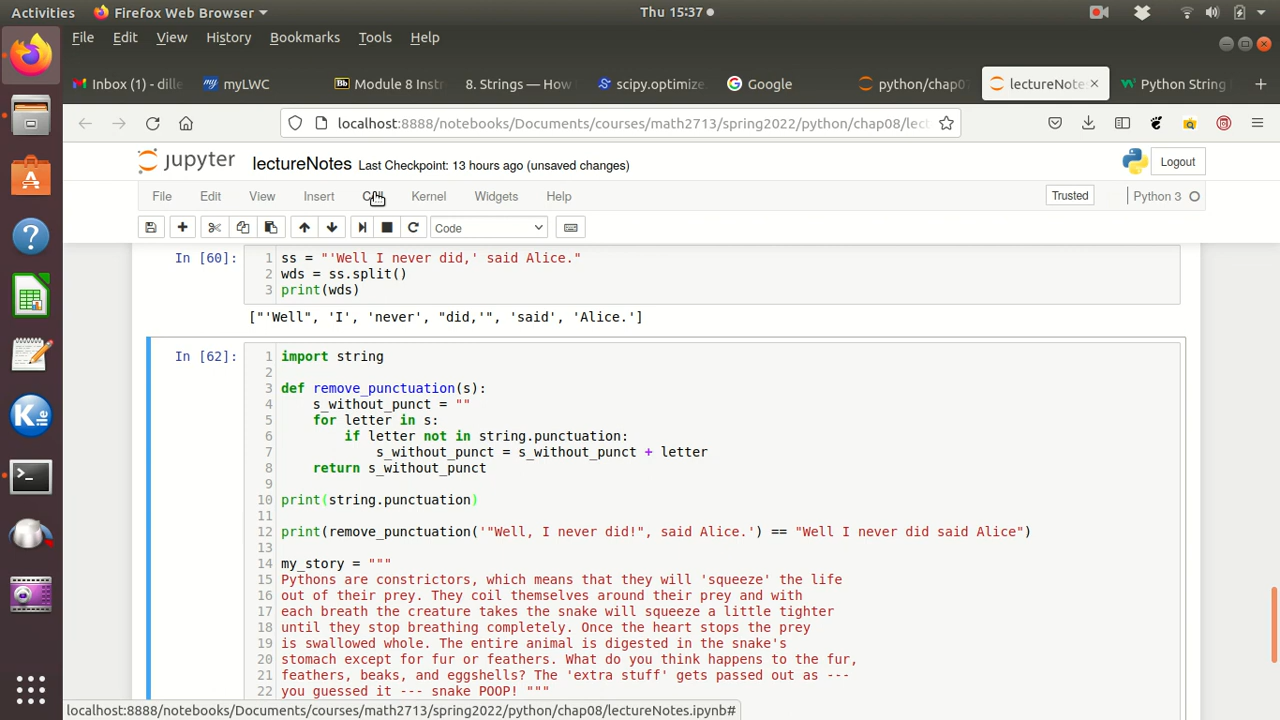 Activities Firefox Web Browser Thu 15:37
File Edit View History Bookmarks Tools Help
Inbox (1) - dille myLWC Bb Module 8 Instr 8. Strings — How scipy.optimize Google python/chap0 lectureNote Python String
localhost:8888/notebooks/Documents/courses/math2713/spring2022/python/chap08/lect
jupyter lectureNotes Last Checkpoint: 13 hours ago (unsaved changes) Logout
File Edit View Insert Cell Kernel Widgets Help Trusted Python 3
Code
In [60]: 1 ss = "'Well I never did,' said Alice."
2 wds = ss.split()
3 print(wds)
["'Well", 'I', 'never', "did,'", 'said', 'Alice.']
In [62]: 1 import string
2
3 def remove_punctuation(s):
4 s_without_punct = ""
5 for letter in s:
6 if letter not in string.punctuation:
7 s_without_punct = s_without_punct + letter
8 return s_without_punct
9
10 print(string.punctuation)
11
12 print(remove_punctuation('"Well, I never did!", said Alice.') == "Well I never did said Alice")
13
14 my_story = """
15 Pythons are constrictors, which means that they will 'squeeze' the life
16 out of their prey. They coil themselves around their prey and with
17 each breath the creature takes the snake will squeeze a little tighter
18 until they stop breathing completely. Once the heart stops the prey
19 is swallowed whole. The entire animal is digested in the snake's
20 stomach except for fur or feathers. What do you think happens to the fur,
21 feathers, beaks, and eggshells? The 'extra stuff' gets passed out as ---
22 you guessed it --- snake POOP! """
localhost:8888/notebooks/Documents/courses/math2713/spring2022/python/chap08/lectureNotes.ipynb#